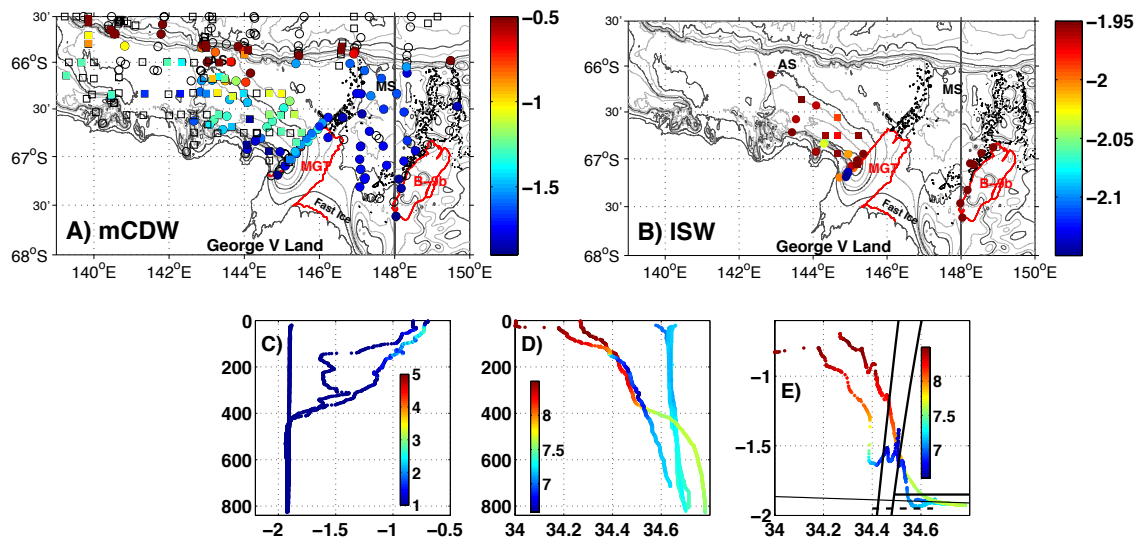 30'
66°S
30'
67°S
30'
68°S
140°E
142°E
144°E
146°E
148°E
150°E
MS
MGT
B-9b
Fast Ice
A) mCDW
George V Land
−0.5
−1
−1.5
30'
66°S
30'
67°S
30'
68°S
140°E
142°E
144°E
146°E
148°E
150°E
AS
MS
MGT
B-9b
Fast Ice
B) ISW
George V Land
−1.95
−2
−2.05
−2.1
C)
0
200
400
600
800
−2
−1.5
−1
−0.5
5
4
3
2
1
D)
0
200
400
600
800
34
34.2
34.4
34.6
8
7.5
7
E)
−1
−1.5
−2
34
34.2
34.4
34.6
8
7.5
7